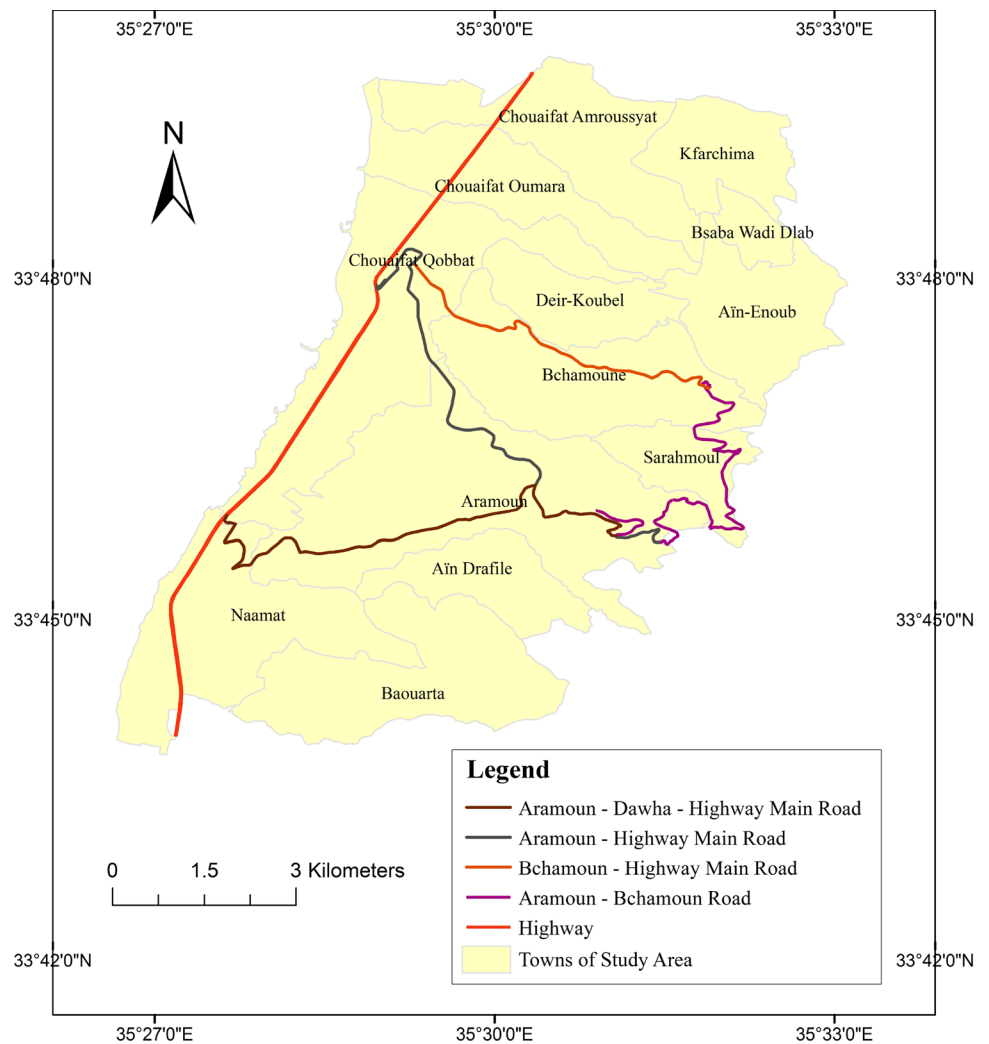 35°27'0"E 35°30'0"E 35°33'0"E
N
Chouaifat Amroussyat
Kfarchima
Chouaifat Oumara
Bsaba Wadi Dlab
Chouaifat Qobbat
33°48'0"N 33°48'0"N
Deir-Koubel
Aïn-Enoub
Bchamoune
Sarahmoul
Aramoun
Aïn Drafile
Naamat
33°45'0"N 33°45'0"N
Baouarta
Legend
Aramoun - Dawha - Highway Main Road
Aramoun - Highway Main Road
Bchamoun - Highway Main Road
Aramoun - Bchamoun Road
Highway
Towns of Study Area
0 1.5 3 Kilometers
33°42'0"N 33°42'0"N
35°27'0"E 35°30'0"E 35°33'0"E